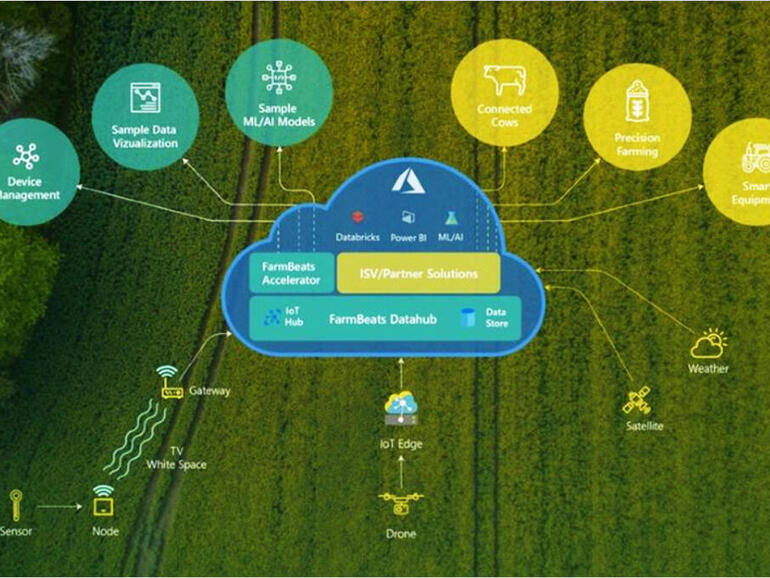 Sample
ML/AI Models
Connected
Cows
Sample Data
Vizualization
Precision
Farming
Device
Management
Smar
Equipm
Databricks
Power BI
ML/AI
FarmBeats
Accelerator
ISV/Partner Solutions
IoT
Hub
FarmBeats Datahub
Data
Store
Weather
Gateway
Satellite
TV
White Space
IoT Edge
Sensor
Node
Drone